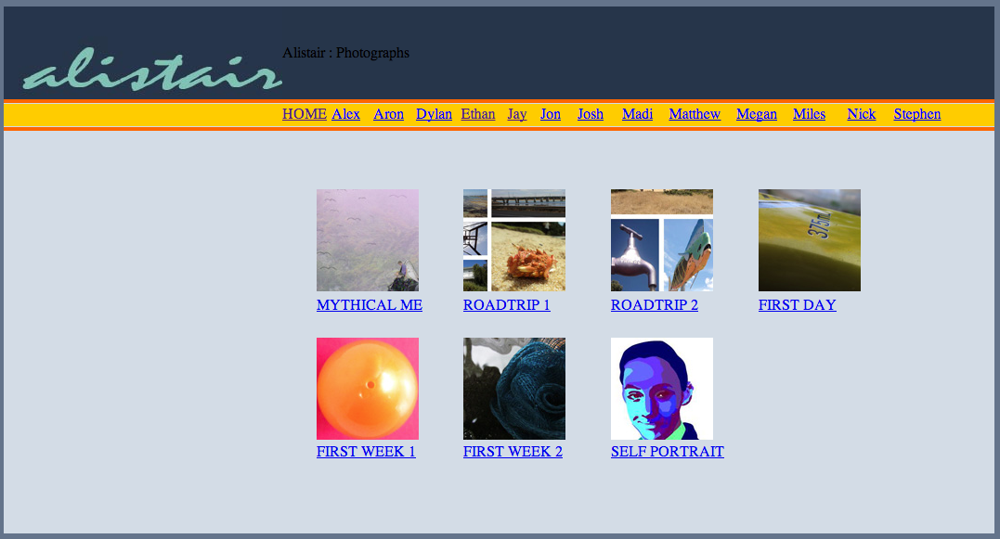 alistair
Alistair : Photographs
HOME Alex Aron Dylan Ethan Jay Jon Josh Madi Matthew Megan Miles Nick Stephen
375mL
MYTHICAL ME ROADTRIP 1 ROADTRIP 2 FIRST DAY
FIRST WEEK 1 FIRST WEEK 2 SELF PORTRAIT